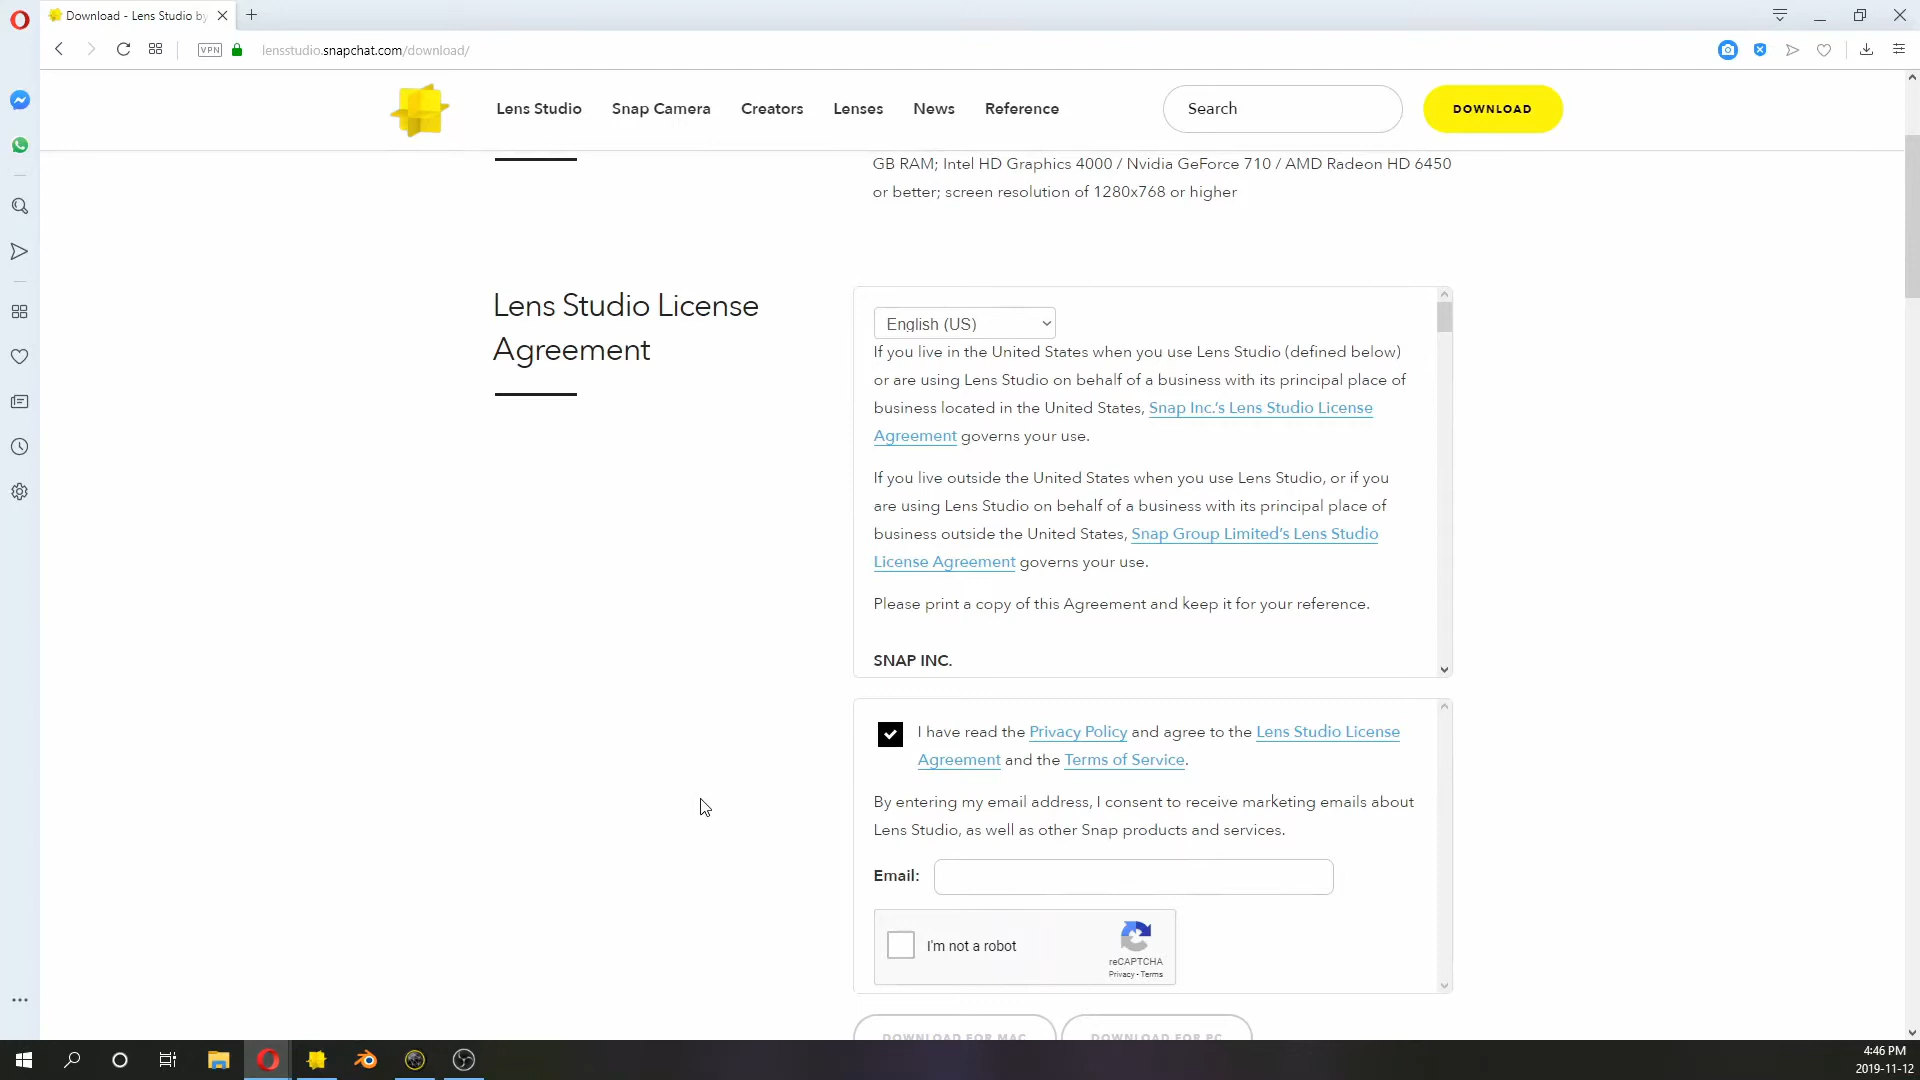 Download - Lens Studio by
VPN
lensstudio.snapchat.com/download/
Lens Studio
Snap Camera
Creators
Lenses
News
Reference
Search
DOWNLOAD
GB RAM; Intel HD Graphics 4000 / Nvidia GeForce 710 / AMD Radeon HD 6450
or better; screen resolution of 1280x768 or higher
Lens Studio License
Agreement
English (US)
If you live in the United States when you use Lens Studio (defined below)
or are using Lens Studio on behalf of a business with its principal place of
business located in the United States, Snap Inc.'s Lens Studio License
Agreement governs your use.
If you live outside the United States when you use Lens Studio, or if you
are using Lens Studio on behalf of a business with its principal place of
business outside the United States, Snap Group Limited's Lens Studio
License Agreement governs your use.
Please print a copy of this Agreement and keep it for your reference.
SNAP INC.
I have read the Privacy Policy and agree to the Lens Studio License
Agreement and the Terms of Service.
By entering my email address, I consent to receive marketing emails about
Lens Studio, as well as other Snap products and services.
Email:
I'm not a robot
reCAPTCHA
Privacy - Terms
DOWNLOAD FOR MAC
DOWNLOAD FOR PC
4:46 PM
2019-11-12